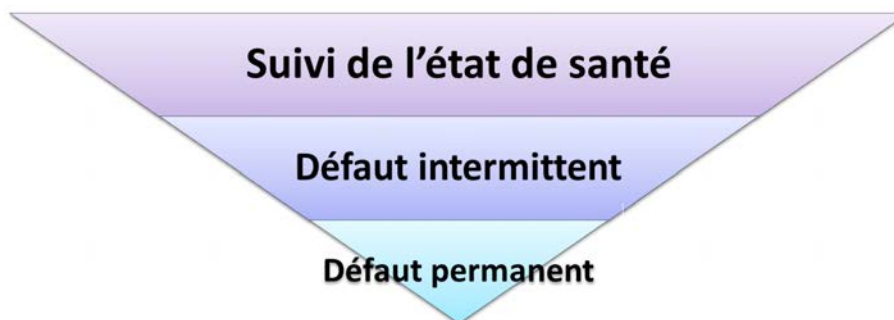 Suivi de l’état de santé
Défaut intermittent
Défaut permanent